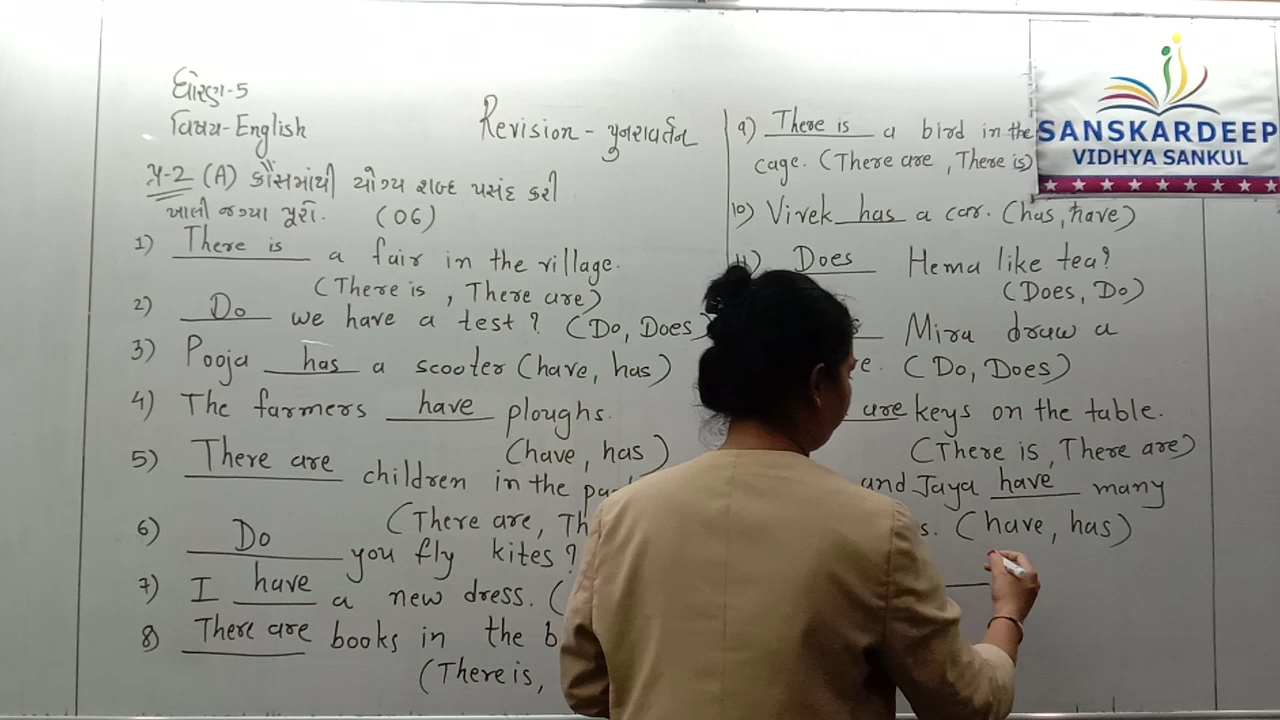 ધોરણ-5
વિષય-English
Revision - પુનરાવર્તન
પ્ર-2 (A) કૌંસમાંથી યોગ્ય શબ્દ પસંદ કરી
ખાલી જગ્યા પૂરો. (06)
1) There is a fair in the village.
(There is , There are)
2) Do we have a test? (Do, Does)
3) Pooja has a scooter (have, has)
4) The farmers have ploughs.
(have, has)
5) There are children in the
(There are,
6) Do you fly kites?
7) I have a new dress. (
8) There are books in the
(There is,
9) There is a bird in the
cage. (There are, There is)
10) Vivek has a car. (has, have)
11) Does Hema like tea?
(Does, Do)
Mira draw a
(Do, Does)
are keys on the table.
(There is, There are)
and Jaya have many
(have, has)
SANSKARDEEP
VIDHYA SANKUL